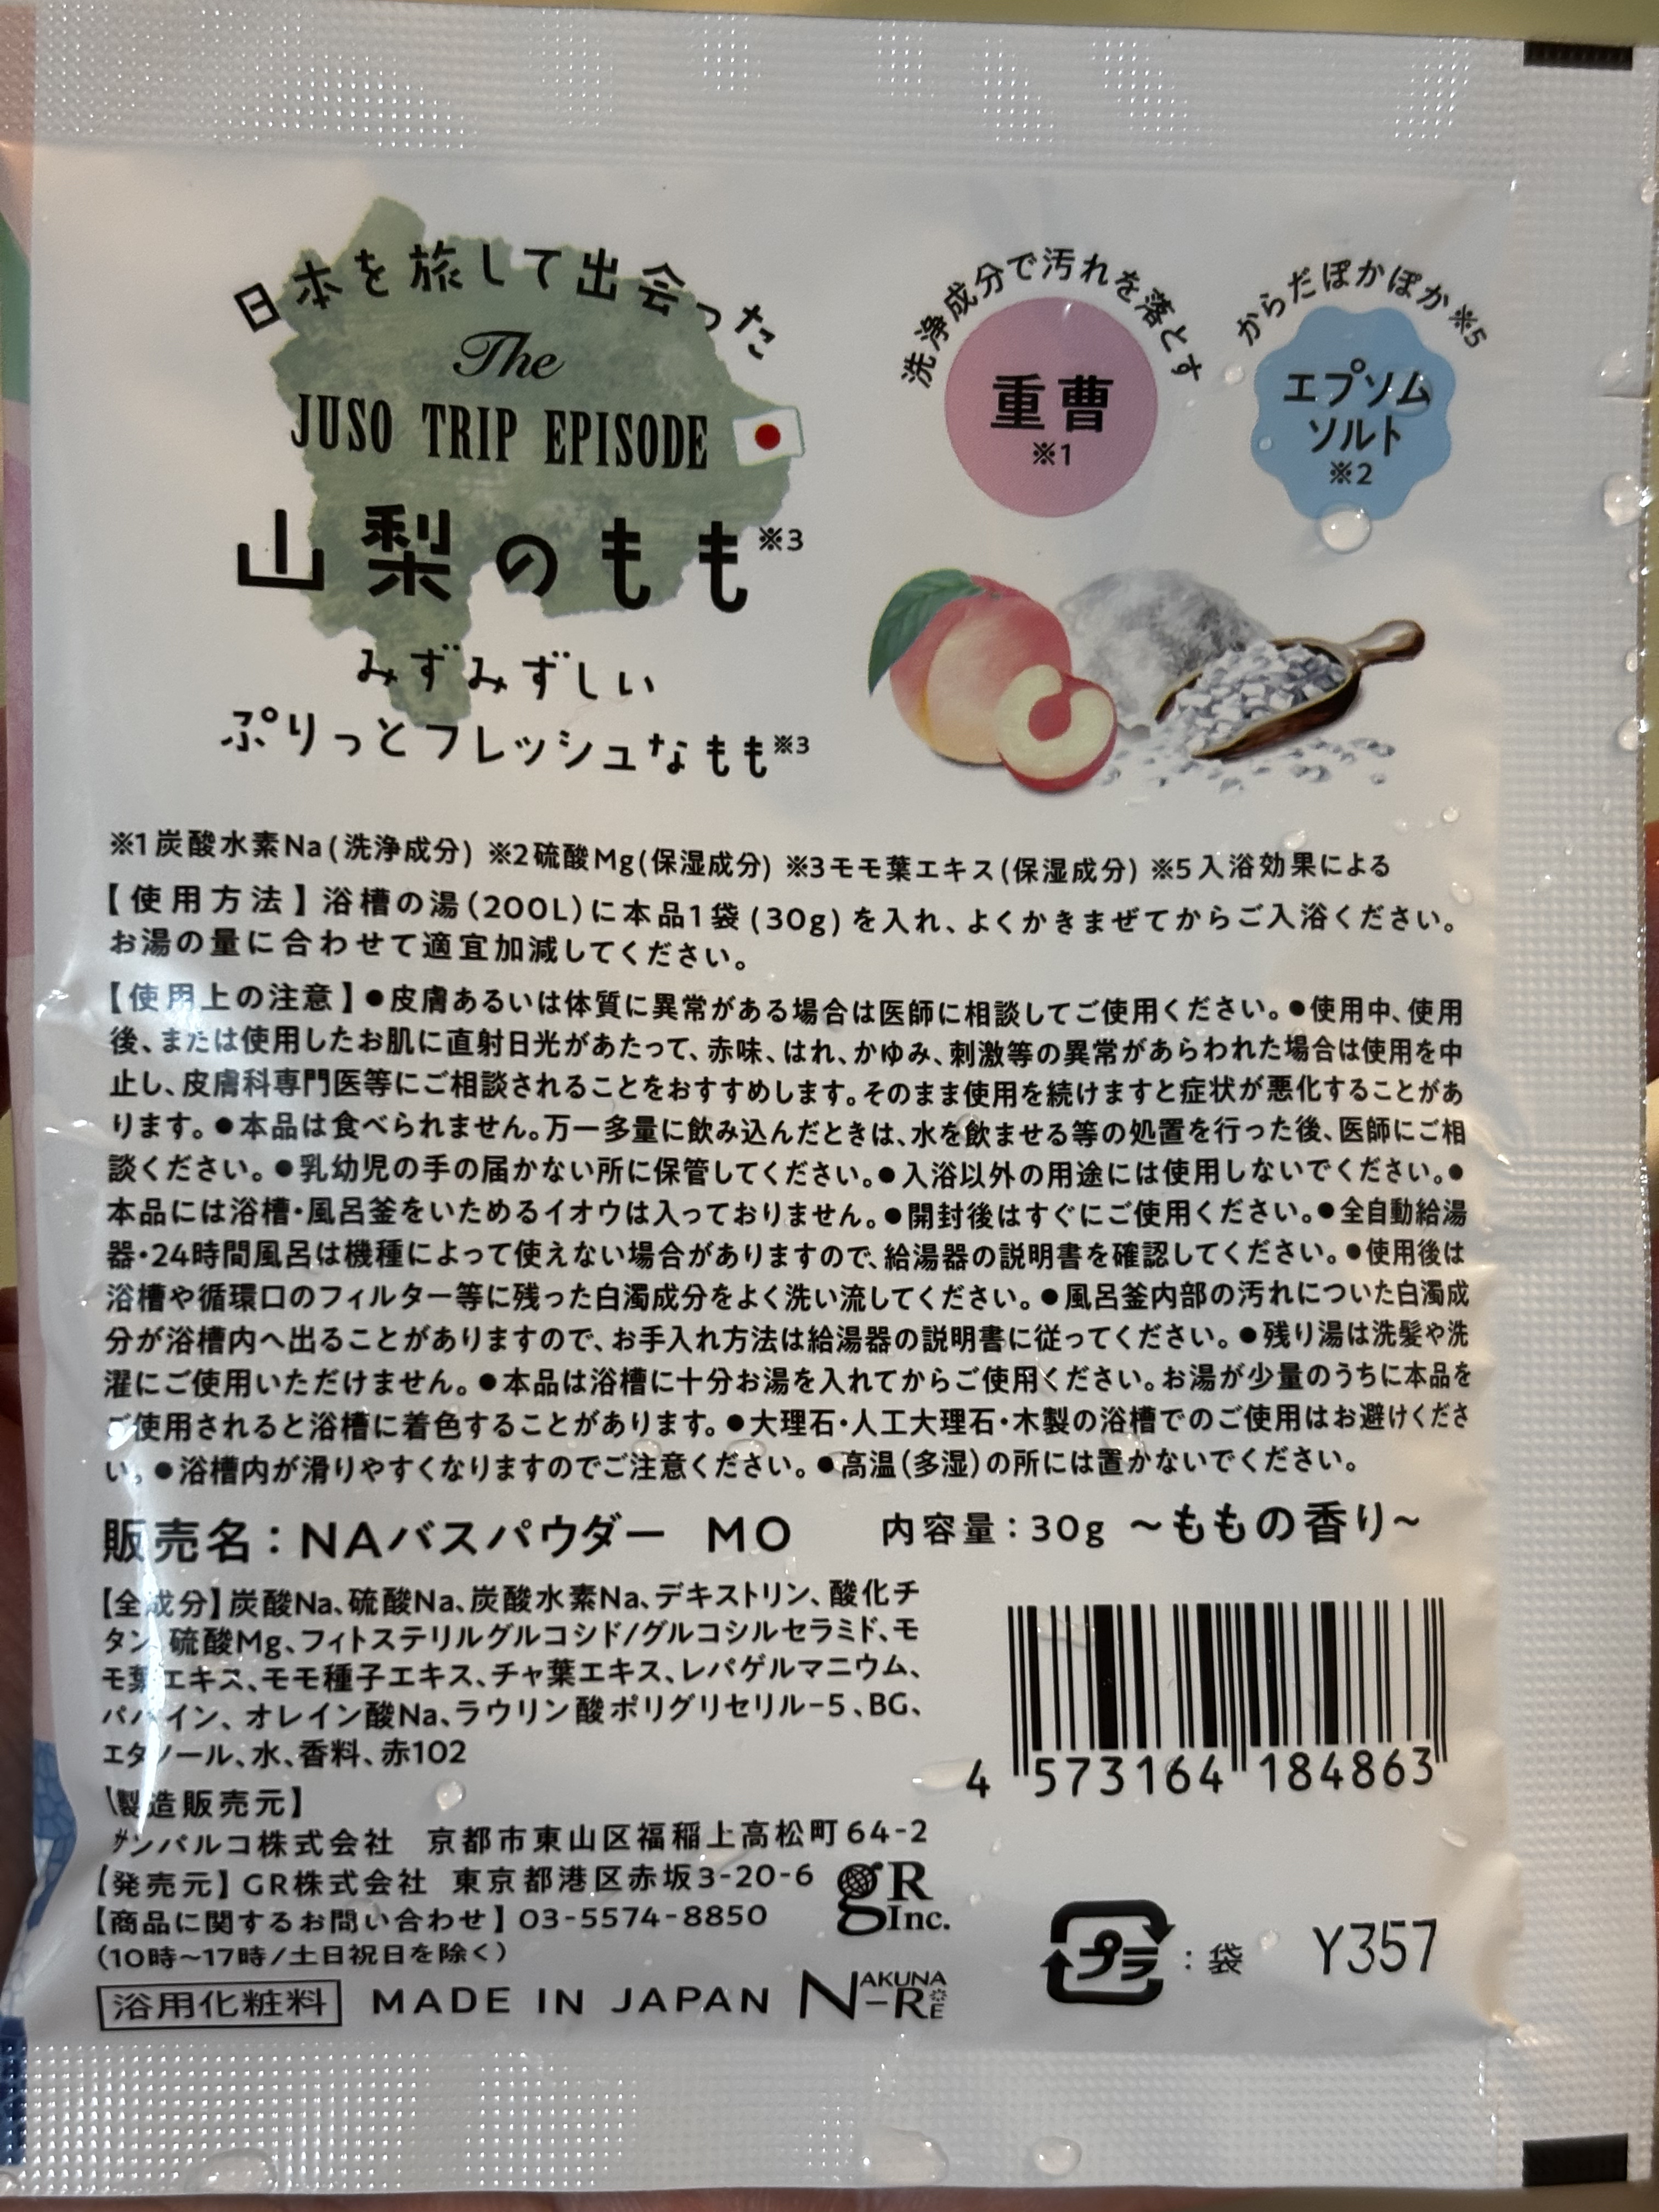 日本を旅して出会った
The
JUSO TRIP EPISODE
山梨のもも※3
みずみずしい
ぷりっとフレッシュなもも※3
洗浄成分で汚れを落とす
重曹
※1
からだぽかぽか※5
エプソム
ソルト
※2
※1炭酸水素Na(洗浄成分) ※2硫酸Mg(保湿成分) ※3モモ葉エキス(保湿成分) ※5入浴効果による
【使用方法】浴槽の湯(200L)に本品1袋(30g)を入れ、よくかきまぜてからご入浴ください。
お湯の量に合わせて適宜加減してください。
【使用上の注意】●皮膚あるいは体質に異常がある場合は医師に相談してご使用ください。●使用中、使用
後、または使用したお肌に直射日光があたって、赤味、はれ、かゆみ、刺激等の異常があらわれた場合は使用を中
止し、皮膚科専門医等にご相談されることをおすすめします。そのまま使用を続けますと症状が悪化することがあ
ります。●本品は食べられません。万一多量に飲み込んだときは、水を飲ませる等の処置を行った後、医師にご相
談ください。●乳幼児の手の届かない所に保管してください。●入浴以外の用途には使用しないでください。●
本品には浴槽・風呂釜をいためるイオウは入っておりません。●開封後はすぐにご使用ください。●全自動給湯
器・24時間風呂は機種によって使えない場合がありますので、給湯器の説明書を確認してください。●使用後は
浴槽や循環口のフィルター等に残った白濁成分をよく洗い流してください。●風呂釜内部の汚れについた白濁成
分が浴槽内へ出ることがありますので、お手入れ方法は給湯器の説明書に従ってください。●残り湯は洗髪や洗
濯にご使用いただけません。●本品は浴槽に十分お湯を入れてからご使用ください。お湯が少量のうちに本品を
ご使用されると浴槽に着色することがあります。●大理石・人工大理石・木製の浴槽でのご使用はお避けくださ
い。●浴槽内が滑りやすくなりますのでご注意ください。●高温(多湿)の所には置かないでください。
販売名：NAバスパウダー MO 内容量：30g ～ももの香り～
【全成分】炭酸Na、硫酸Na、炭酸水素Na、デキストリン、酸化チ
タン、硫酸Mg、フィトステリルグルコシド/グルコシルセラミド、モ
モ葉エキス、モモ種子エキス、チャ葉エキス、レパゲルマニウム、
パパイン、オレイン酸Na、ラウリン酸ポリグリセリル-5、BG、
エタノール、水、香料、赤102
4 573164 184863
【製造販売元】
サンパルコ株式会社 京都市東山区福稲上高松町64-2
【発売元】GR株式会社 東京都港区赤坂3-20-6
gR Inc.
【商品に関するお問い合わせ】03-5574-8850
(10時～17時/土日祝日を除く)
浴用化粧料 MADE IN JAPAN NAKUNA-RE
プラ：袋 Y357